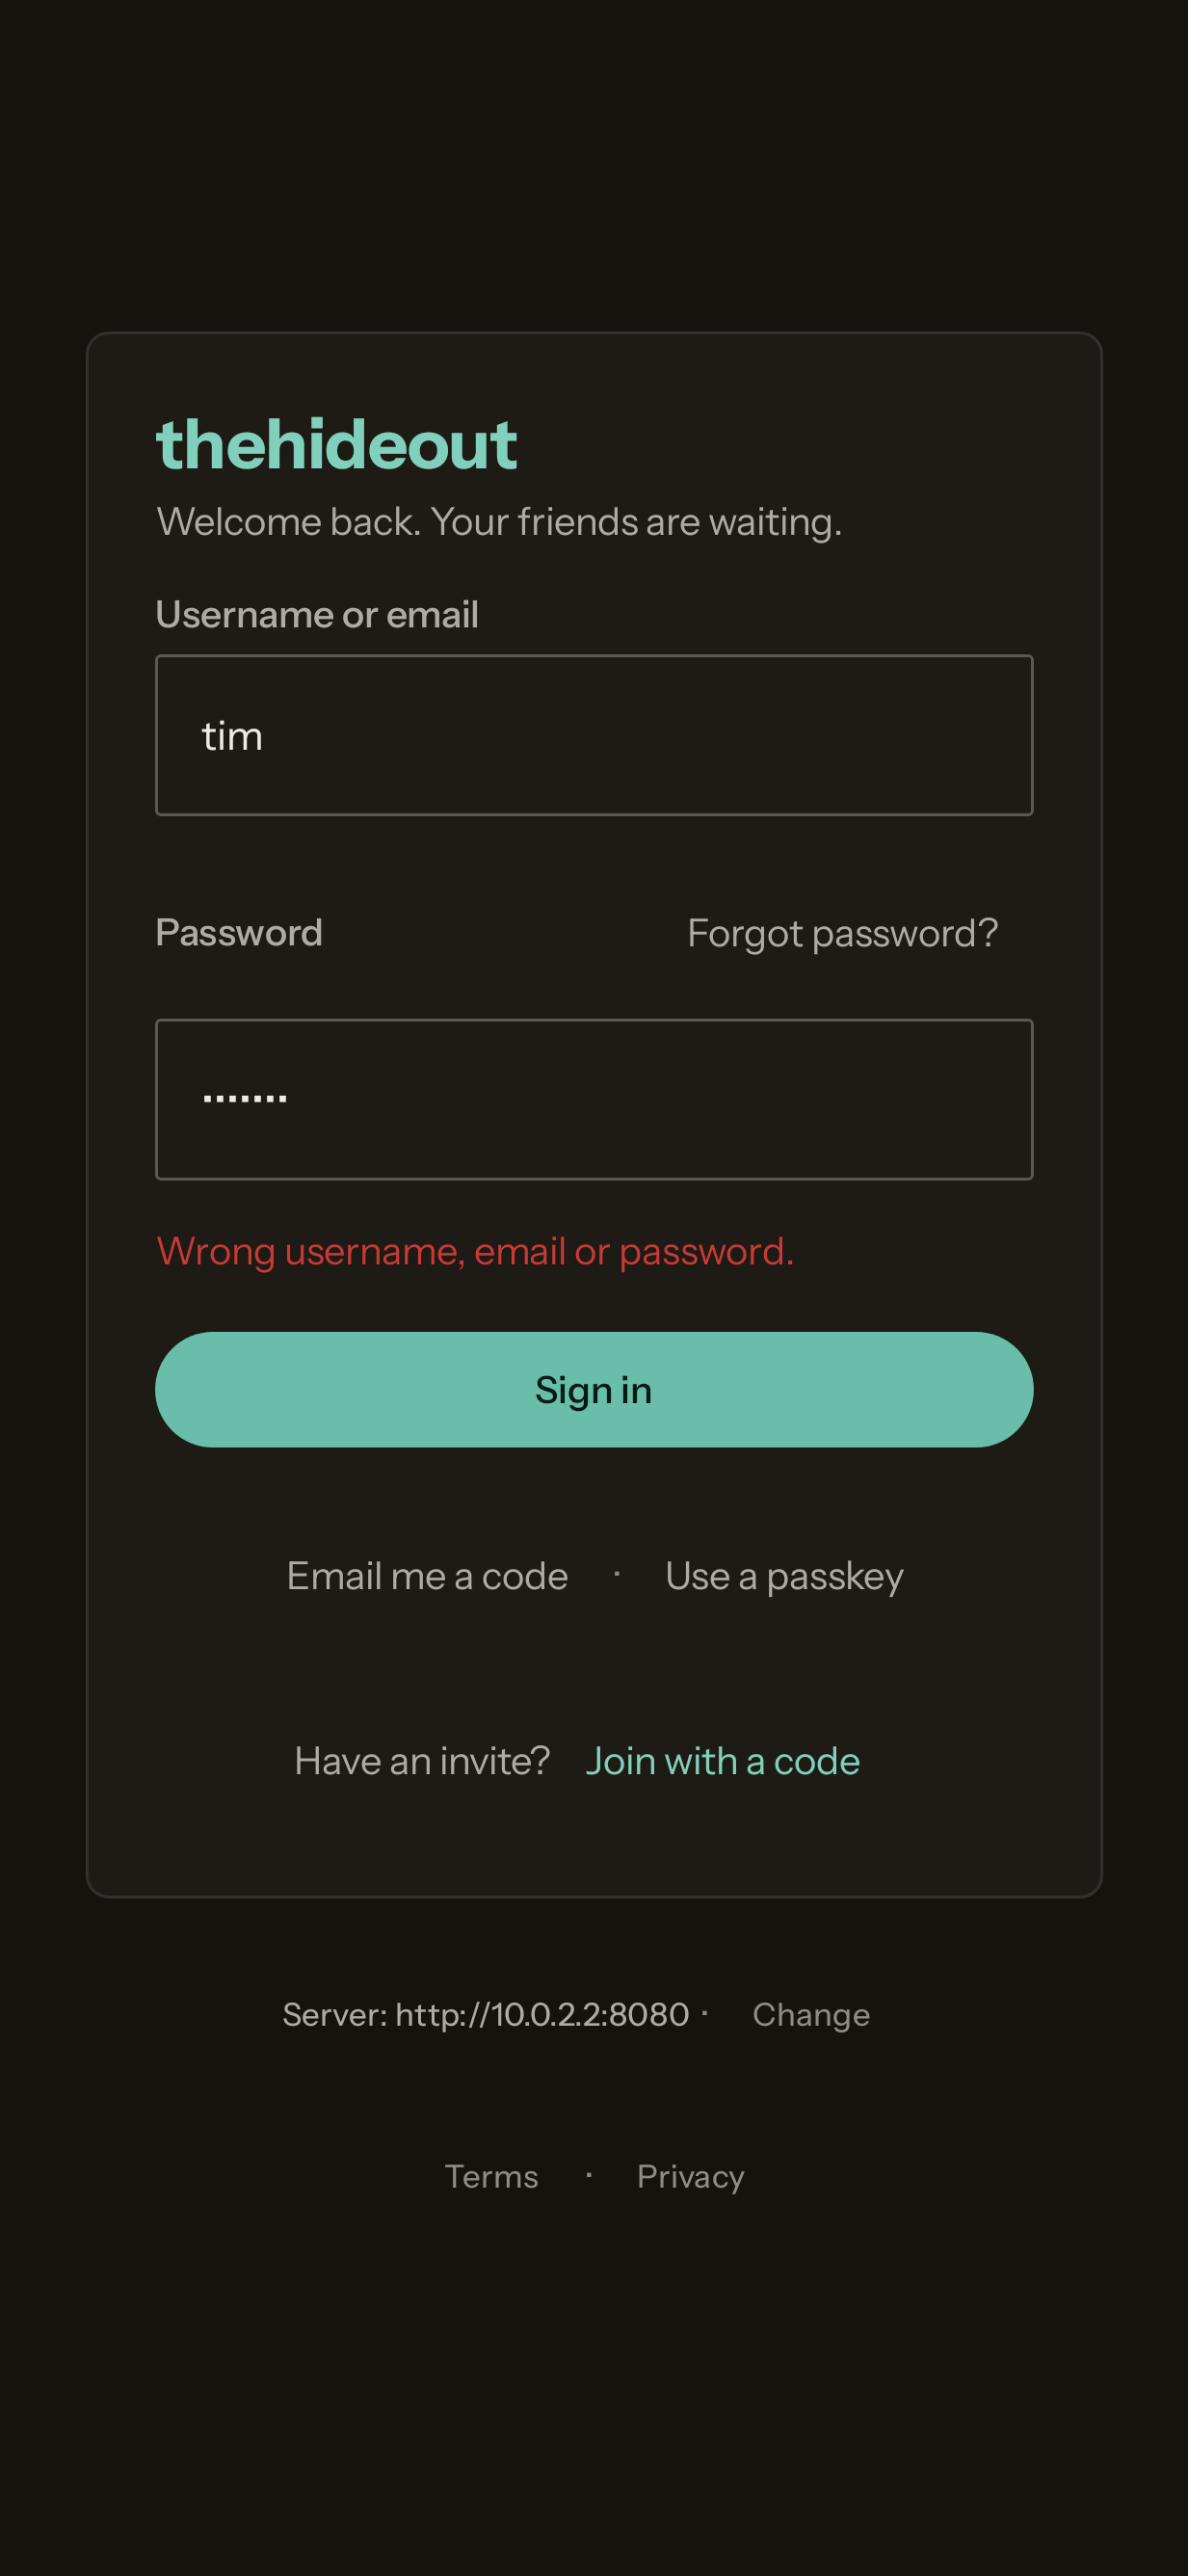 thehideout
Welcome back. Your friends are waiting.
Username or email
tim
Password Forgot password?
•••••••
Wrong username, email or password.
Sign in
Email me a code · Use a passkey
Have an invite? Join with a code
Server: http://10.0.2.2:8080 · Change
Terms · Privacy